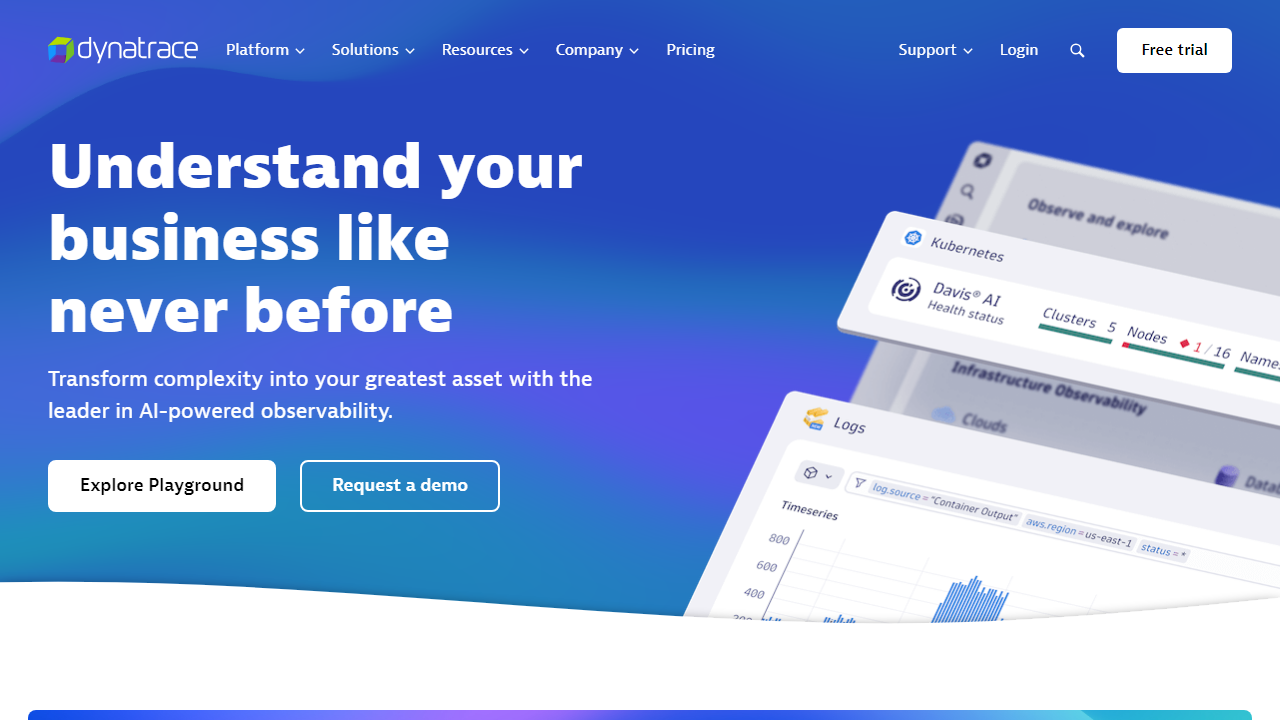 dynatrace
Platform
Solutions
Resources
Company
Pricing
Support
Login
Free trial
Understand your
business like
never before
Transform complexity into your greatest asset with the
leader in AI-powered observability.
Explore Playground
Request a demo
Observe and explore
Kubernetes
Davis® AI
Health status
Clusters 5
Nodes 1 / 16
Infrastructure Observability
Clouds
Logs
log.source = "Container Output" aws.region = us-east-1 status = *
Timeseries
800
600
400